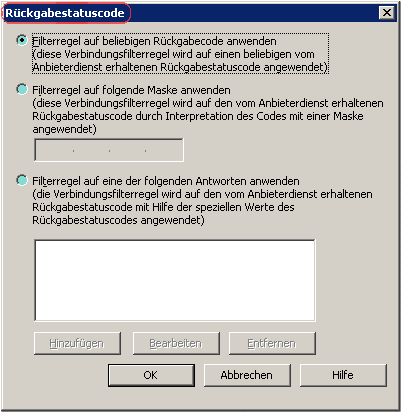 Rückgabestatuscode
Filterregel auf beliebigen Rückgabecode anwenden
(diese Verbindungsfilterregel wird auf einen beliebigen vom
Anbieterdienst erhaltenen Rückgabestatuscode angewendet)
Filterregel auf folgende Maske anwenden
(diese Verbindungsfilterregel wird auf den vom Anbieterdienst erhaltenen
Rückgabestatuscode durch Interpretation des Codes mit einer Maske
angewendet)
. . .
Filterregel auf eine der folgenden Antworten anwenden
(die Verbindungsfilterregel wird auf den vom Anbieterdienst erhaltenen
Rückgabestatuscode mit Hilfe der speziellen Werte des
Rückgabestatuscodes angewendet)
Hinzufügen Bearbeiten Entfernen
OK Abbrechen Hilfe